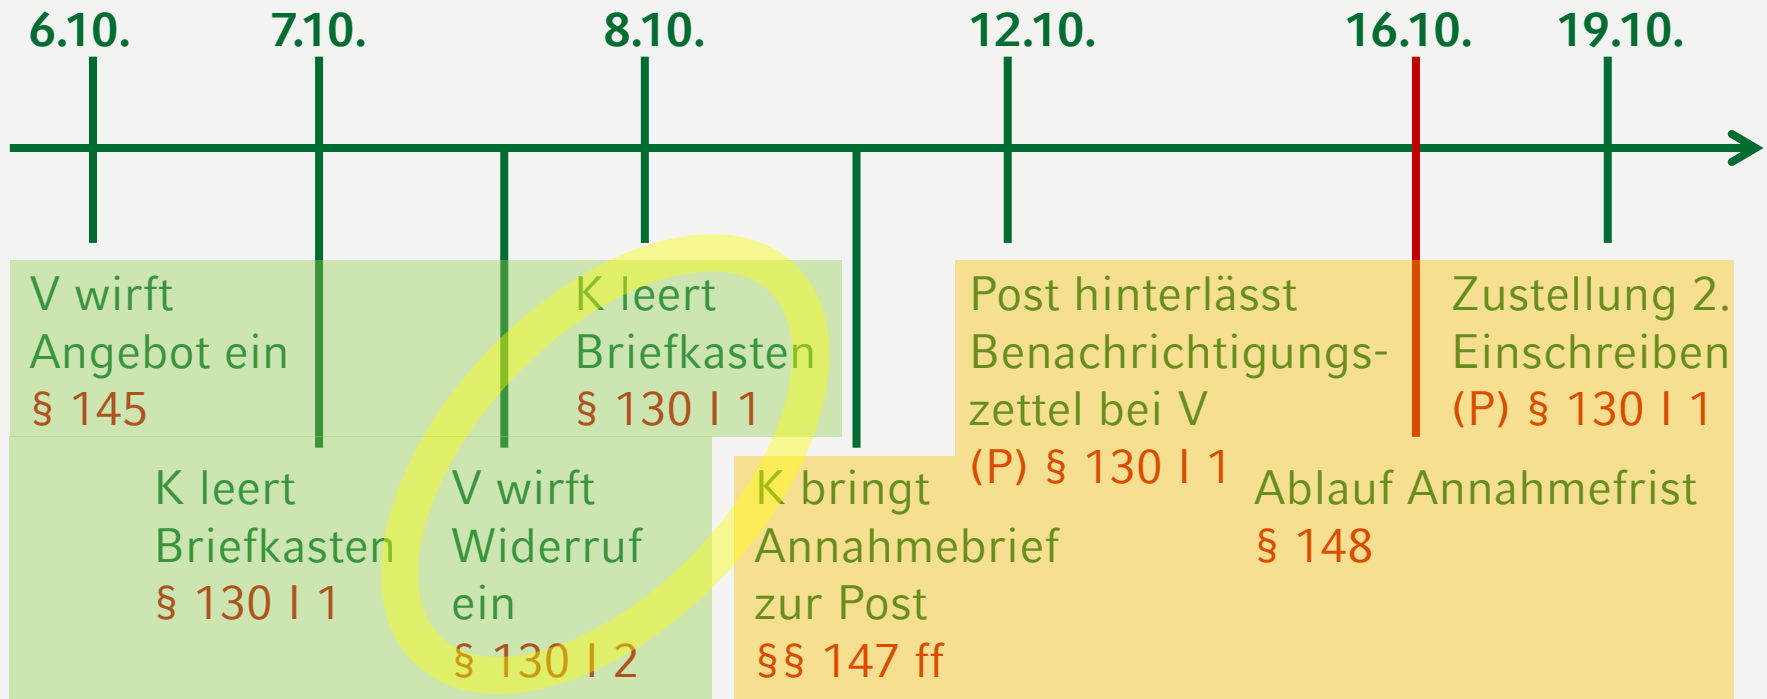 6.10.
7.10.
8.10.
12.10.
16.10.
19.10.
V wirft
Angebot ein
§ 145
K leert
Briefkasten
§ 130 I 1
V wirft
Widerruf
ein
§ 130 I 2
K leert
Briefkasten
§ 130 I 1
K bringt
Annahmebrief
zur Post
§§ 147 ff
Post hinterlässt
Benachrichtigungs-
zettel bei V
(P) § 130 I 1
Ablauf Annahmefrist
§ 148
Zustellung 2.
Einschreiben
(P) § 130 I 1